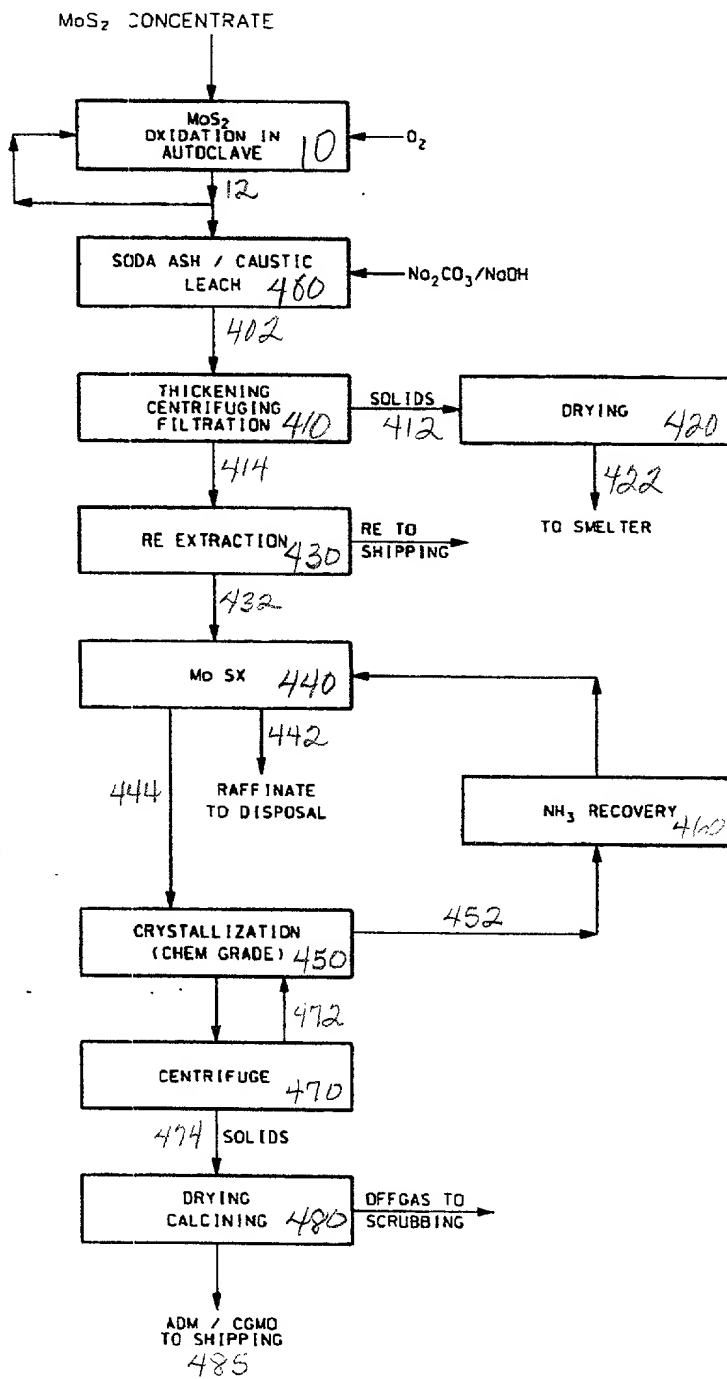 MoS₂ CONCENTRATE
MoS₂
OXIDATION IN
AUTOCLAVE 10
O₂
12
SODA ASH / CAUSTIC
LEACH 400
Na₂CO₃/NaOH
402
THICKENING
CENTRIFUGING
FILTRATION 410
SOLIDS
412
DRYING 420
414
422
TO SMELTER
RE EXTRACTION 430
RE TO
SHIPPING
432
Mo SX 440
442
444
RAFFINATE
TO DISPOSAL
NH₃ RECOVERY 460
452
CRYSTALLIZATION
(CHEM GRADE) 450
472
CENTRIFUGE 470
474 SOLIDS
DRYING
CALCINING 480
OFFGAS TO
SCRUBBING
ADM / CGMO
TO SHIPPING
485